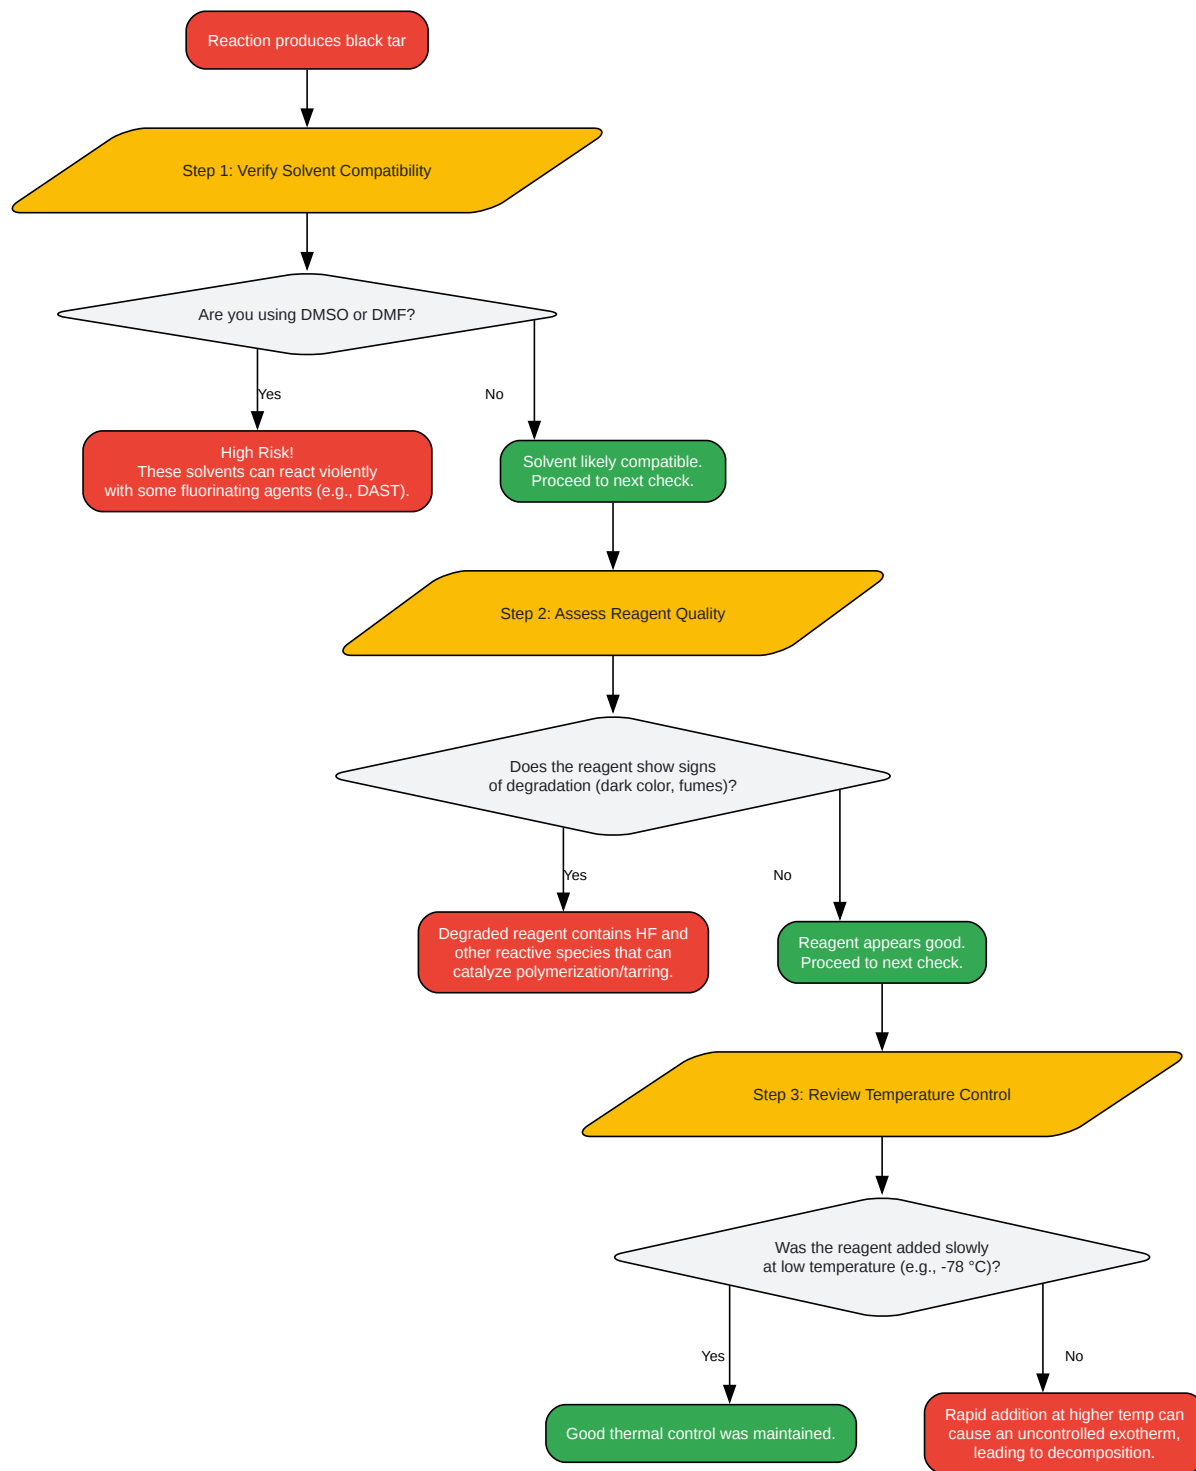 Reaction produces black tar
Step 1: Verify Solvent Compatibility
Are you using DMSO or DMF?
Yes
No
High Risk!
These solvents can react violently
with some fluorinating agents (e.g., DAST).
Solvent likely compatible.
Proceed to next check.
Step 2: Assess Reagent Quality
Does the reagent show signs
of degradation (dark color, fumes)?
Yes
No
Degraded reagent contains HF and
other reactive species that can
catalyze polymerization/tarring.
Reagent appears good.
Proceed to next check.
Step 3: Review Temperature Control
Was the reagent added slowly
at low temperature (e.g., -78 °C)?
Yes
No
Good thermal control was maintained.
Rapid addition at higher temp can
cause an uncontrolled exotherm,
leading to decomposition.